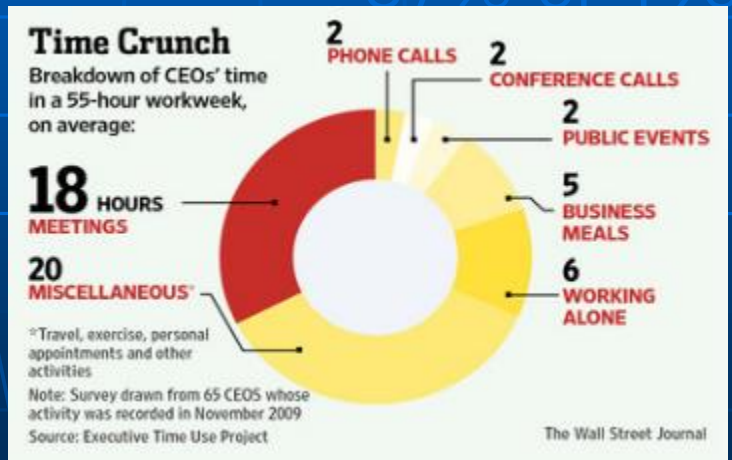 Time Crunch
Breakdown of CEOs' time
in a 55-hour workweek,
on average:
2
PHONE CALLS
2
CONFERENCE CALLS
2
PUBLIC EVENTS
5
BUSINESS
MEALS
6
WORKING
ALONE
18 HOURS
MEETINGS
20
MISCELLANEOUS*
*Travel, exercise, personal
appointments and other
activities
Note: Survey drawn from 65 CEOS whose
activity was recorded in November 2009
Source: Executive Time Use Project
The Wall Street Journal